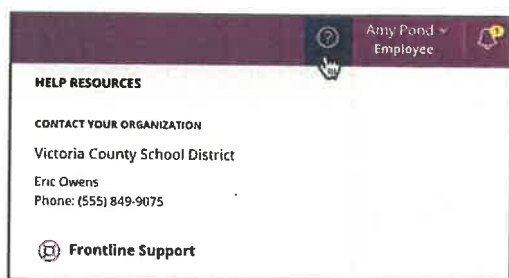 Amy Pond
Employee
HELP RESOURCES
CONTACT YOUR ORGANIZATION
Victoria County School District
Eric Owens
Phone: (555) 849-9075
Frontline Support